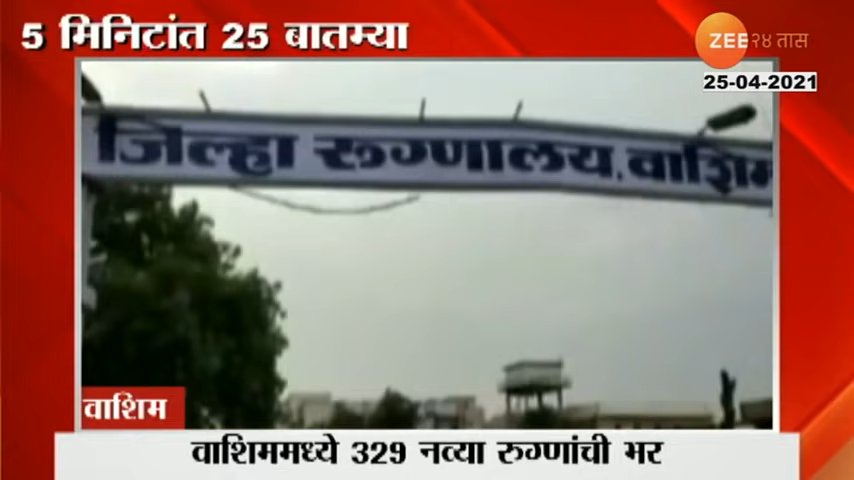 5 मिनिटांत 25 बातम्या
ZEE २४ तास
25-04-2021
जिल्हा रुग्णालय, वाशिम
वाशिम
वाशिममध्ये 329 नव्या रुग्णांची भर